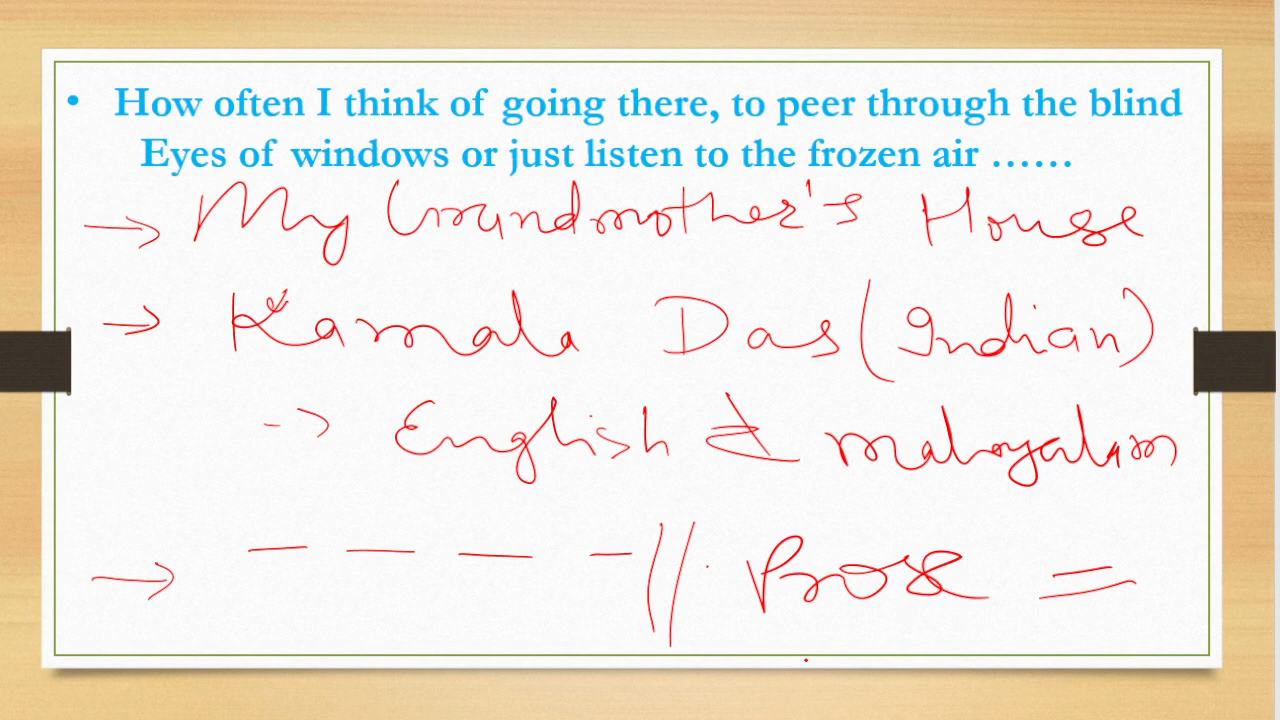 • How often I think of going there, to peer through the blind
Eyes of windows or just listen to the frozen air ......
→ My Grandmother's House
→ Kamala Das (Indian)
→ English & malayalam
→ — — — — // Prose =